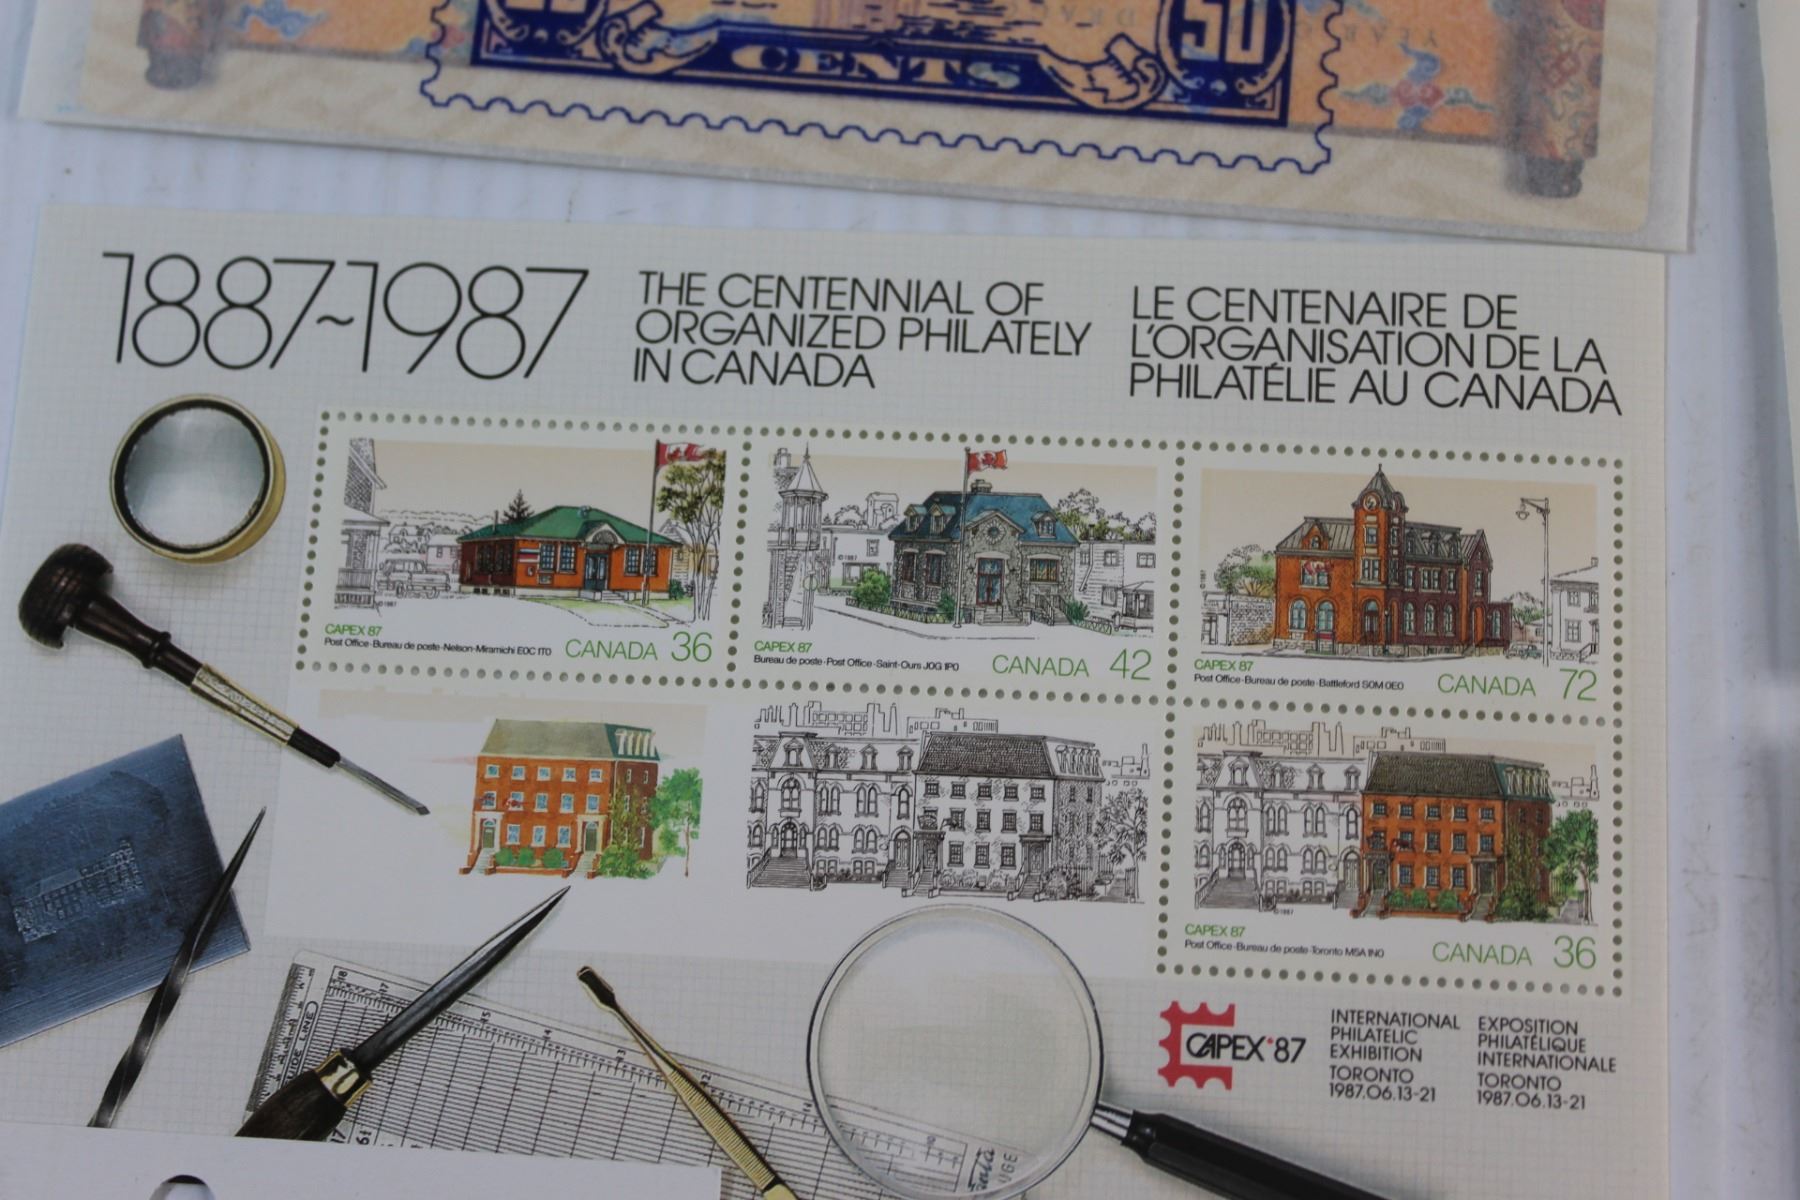 50
CENTS
1887~1987
THE CENTENNIAL OF
ORGANIZED PHILATELY
IN CANADA
LE CENTENAIRE DE
L'ORGANISATION DE LA
PHILATÉLIE AU CANADA
CAPEX 87
Post Office-Bureau de poste-Nelson-Miramichi E0C 1T0
CANADA 36
CAPEX 87
Bureau de poste-Post Office-Saint-Ours J0G 1P0
CANADA 42
CAPEX 87
Post Office-Bureau de poste-Battleford S0M 0E0
CANADA 72
CAPEX 87
Post Office-Bureau de poste-Toronto M5A 1N0
CANADA 36
CAPEX 87
INTERNATIONAL
PHILATELIC
EXHIBITION
TORONTO
1987.06.13-21
EXPOSITION
PHILATÉLIQUE
INTERNATIONALE
TORONTO
1987.06.13-21